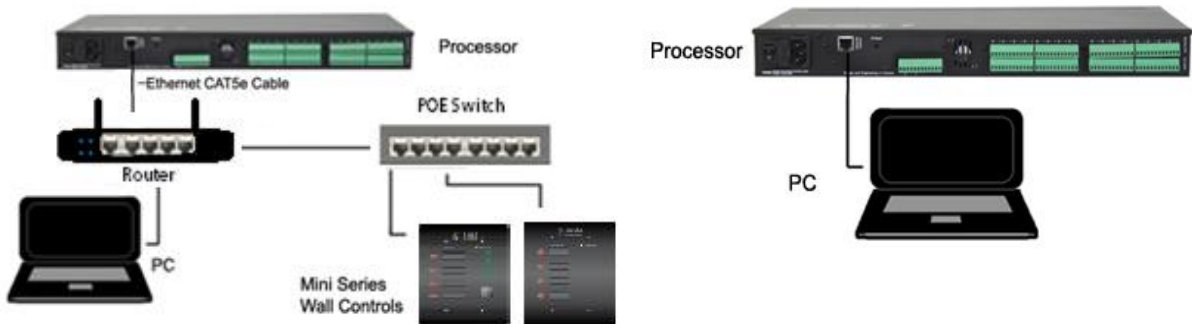 Processor
Ethernet CAT5e Cable
POE Switch
Router
PC
Mini Series
Wall Controls
Processor
PC